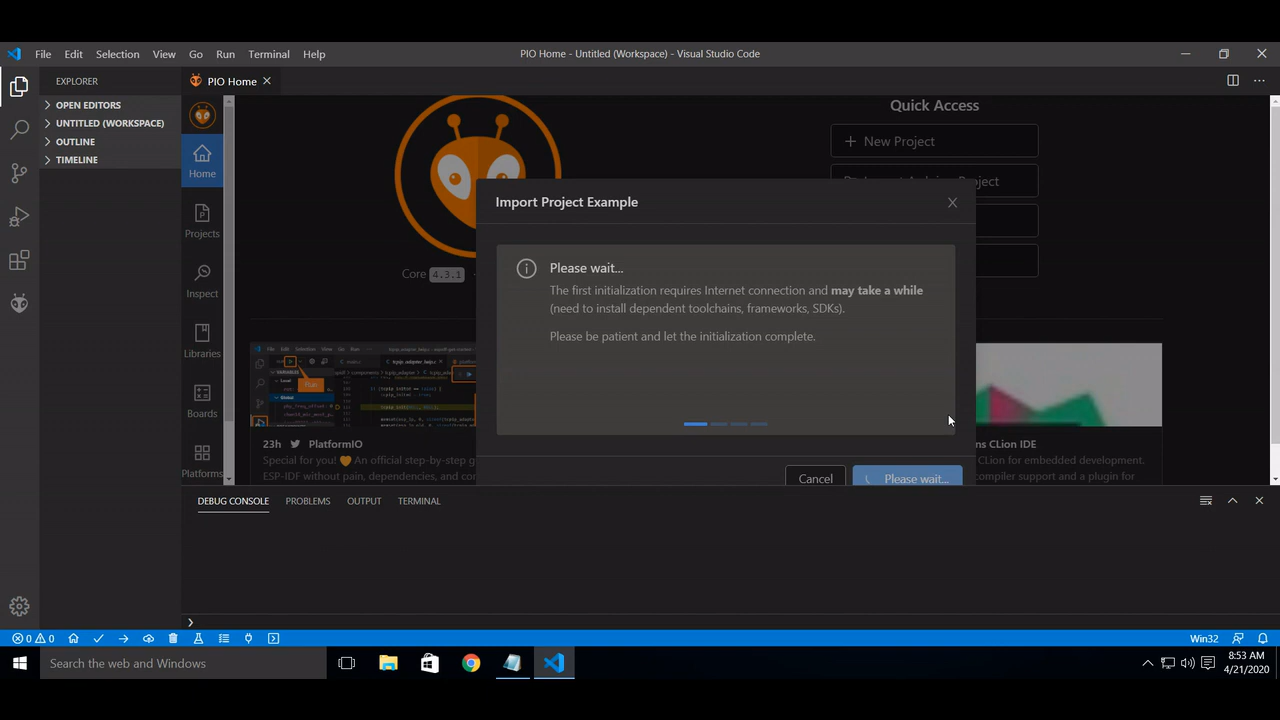 File Edit Selection View Go Run Terminal Help
PIO Home - Untitled (Workspace) - Visual Studio Code
EXPLORER
OPEN EDITORS
UNTITLED (WORKSPACE)
OUTLINE
TIMELINE
PIO Home
Home
Projects
Inspect
Libraries
Boards
Platforms
Core 4.3.1
Quick Access
New Project
Project
Import Project Example
Please wait...
The first initialization requires Internet connection and may take a while
(need to install dependent toolchains, frameworks, SDKs).
Please be patient and let the initialization complete.
Cancel
Please wait...
23h PlatformIO
Special for you! 🧡 An official step-by-step
ESP-IDF without pain, dependencies, and
ns CLion IDE
CLion for embedded development.
compiler support and a plugin for
DEBUG CONSOLE PROBLEMS OUTPUT TERMINAL
0 0
Win32
Search the web and Windows
8:53 AM
4/21/2020